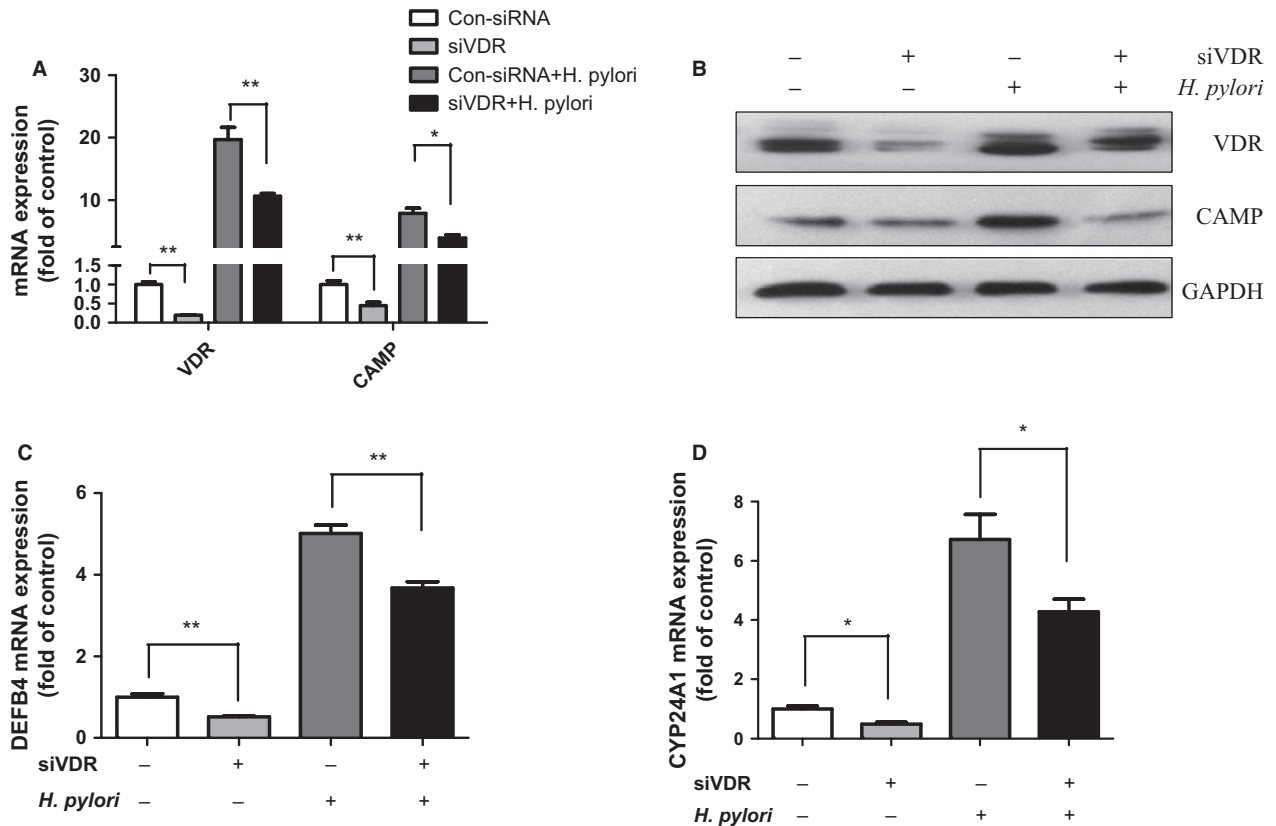 Con-siRNA
siVDR
Con-siRNA+H. pylori
siVDR+H. pylori
A
mRNA expression
(fold of control)
30
20
10
1.5
1.0
0.5
0.0
**
**
**
*
VDR
CAMP
B
– + – + siVDR
– – + + H. pylori
VDR
CAMP
GAPDH
C
DEFB4 mRNA expression
(fold of control)
6
4
2
0
**
**
siVDR – + – +
H. pylori – – + +
D
CYP24A1 mRNA expression
(fold of control)
8
6
4
2
0
*
*
siVDR – + – +
H. pylori – – + +